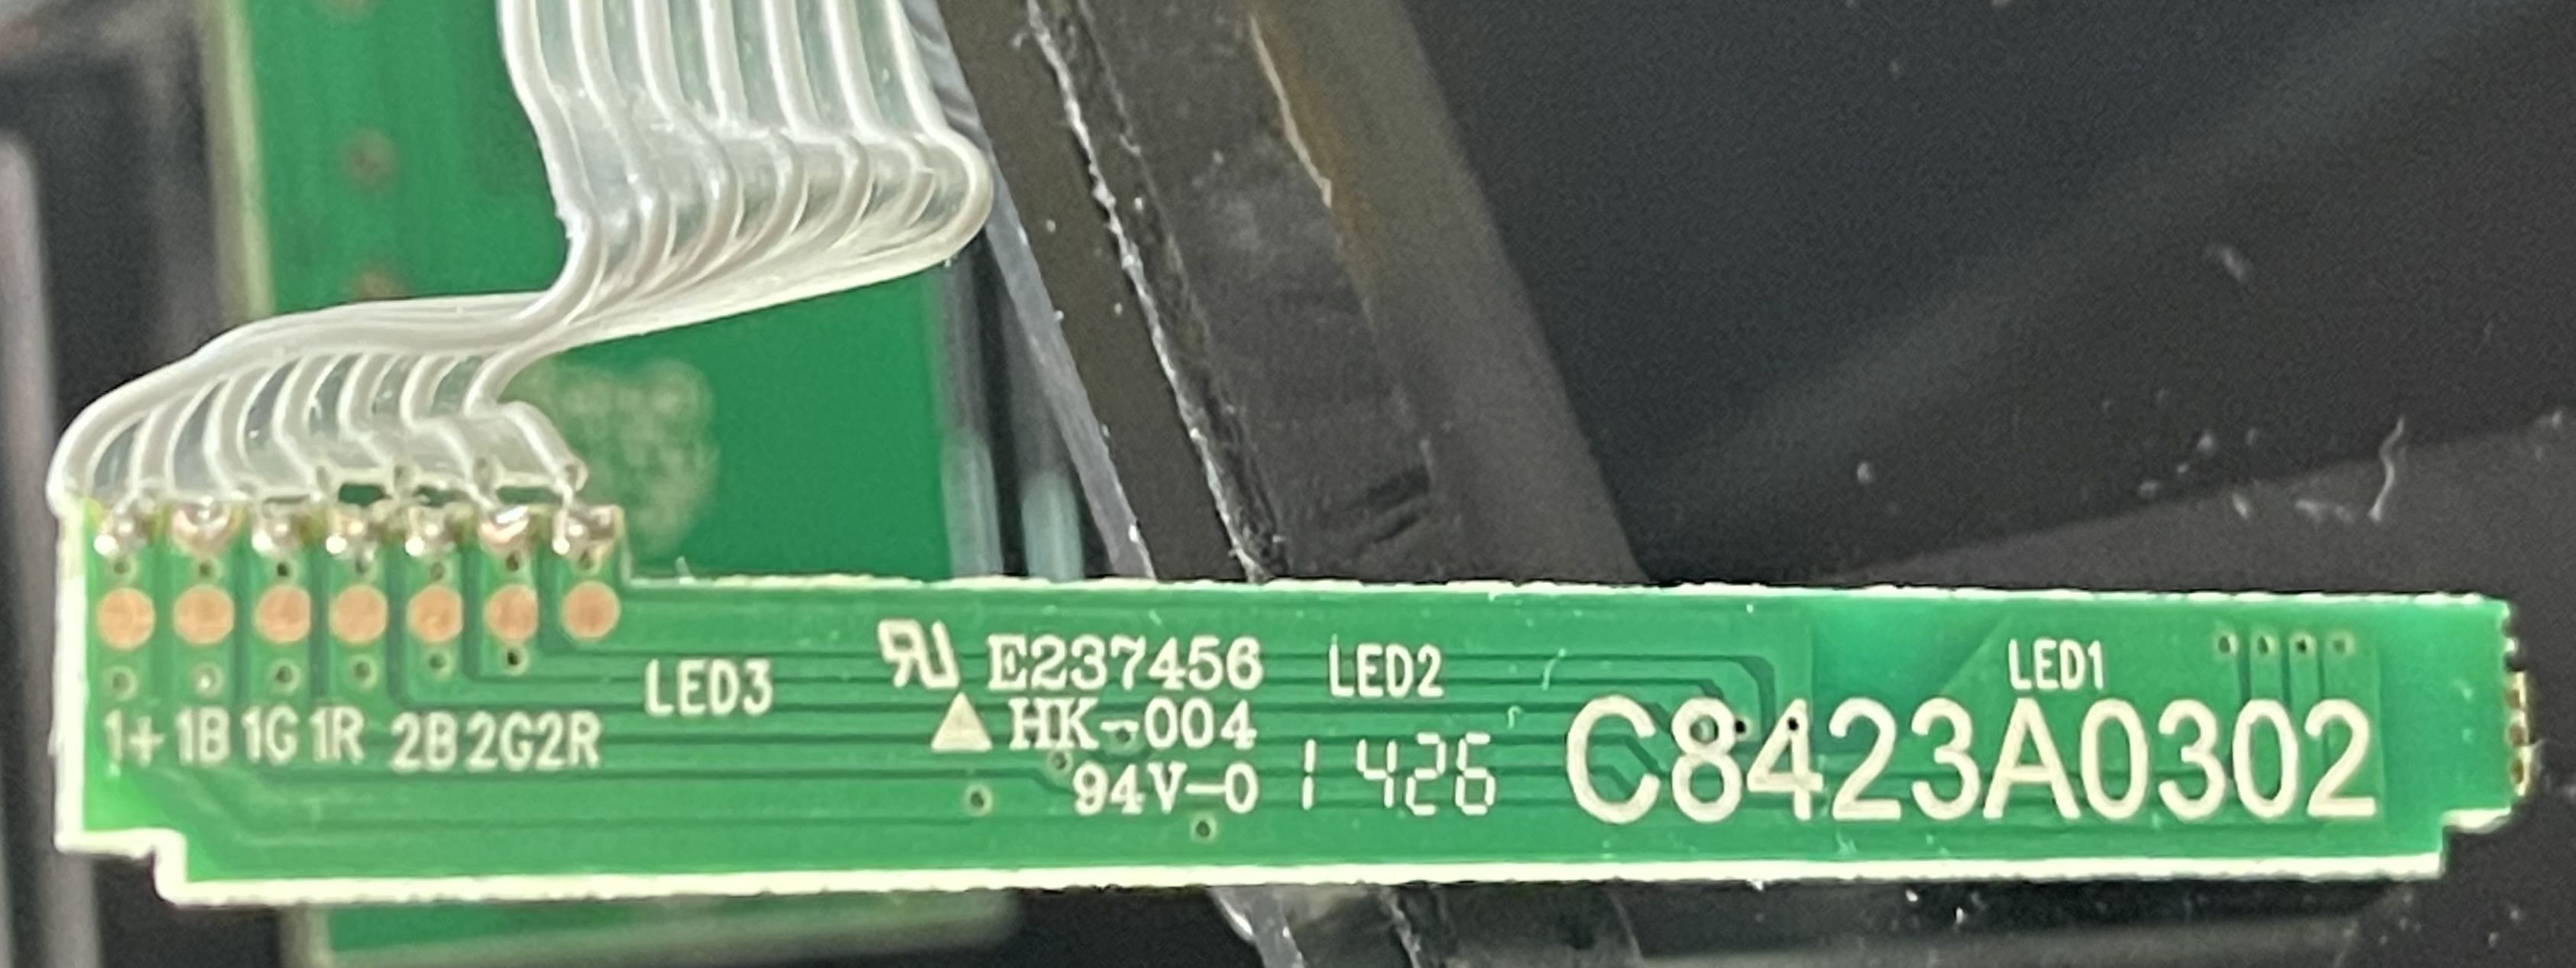 1+ 1B 1G 1R 2B 2G 2R
LED3
E237456
HK-004
94V-0
LED2
1426
LED1
C8423A0302